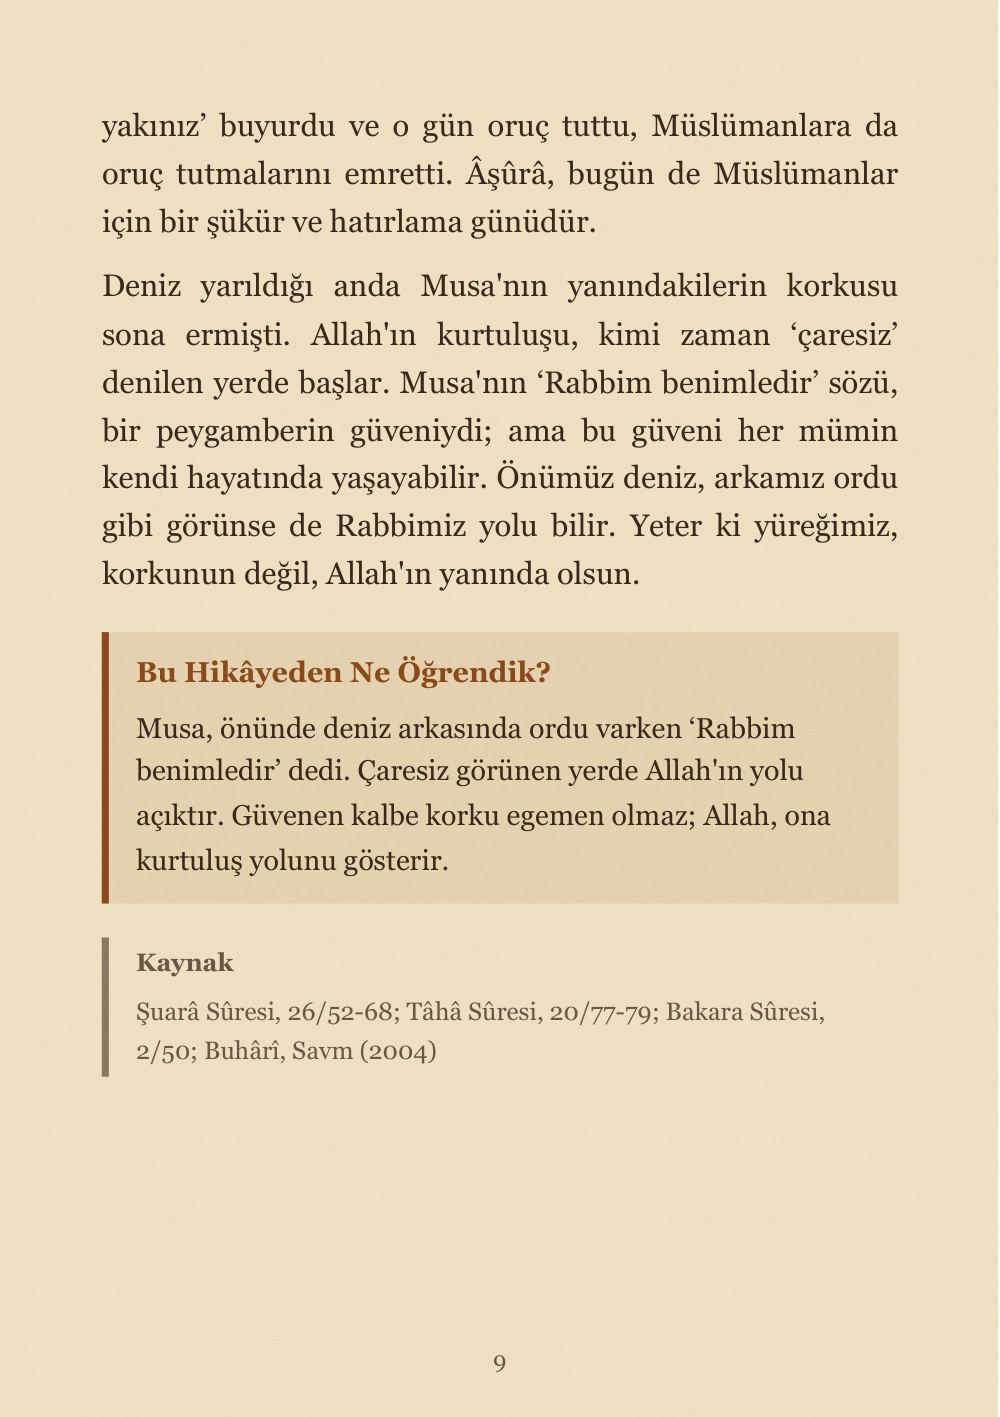 yakınız’ buyurdu ve o gün oruç tuttu, Müslümanlara da
oruç tutmalarını emretti. Âşûrâ, bugün de Müslümanlar
için bir şükür ve hatırlama günüdür.
Deniz yarıldığı anda Musa'nın yanındakilerin korkusu
sona ermişti. Allah'ın kurtuluşu, kimi zaman ‘çaresiz’
denilen yerde başlar. Musa'nın ‘Rabbim benimledir’ sözü,
bir peygamberin güveniydi; ama bu güveni her mümin
kendi hayatında yaşayabilir. Önümüz deniz, arkamız ordu
gibi görünse de Rabbimiz yolu bilir. Yeter ki yüreğimiz,
korkunun değil, Allah'ın yanında olsun.
Bu Hikâyeden Ne Öğrendik?
Musa, önünde deniz arkasında ordu varken ‘Rabbim
benimledir’ dedi. Çaresiz görünen yerde Allah'ın yolu
açıktır. Güvenen kalbe korku egemen olmaz; Allah, ona
kurtuluş yolunu gösterir.
Kaynak
Şuarâ Sûresi, 26/52-68; Tâhâ Sûresi, 20/77-79; Bakara Sûresi,
2/50; Buhârî, Savm (2004)
9